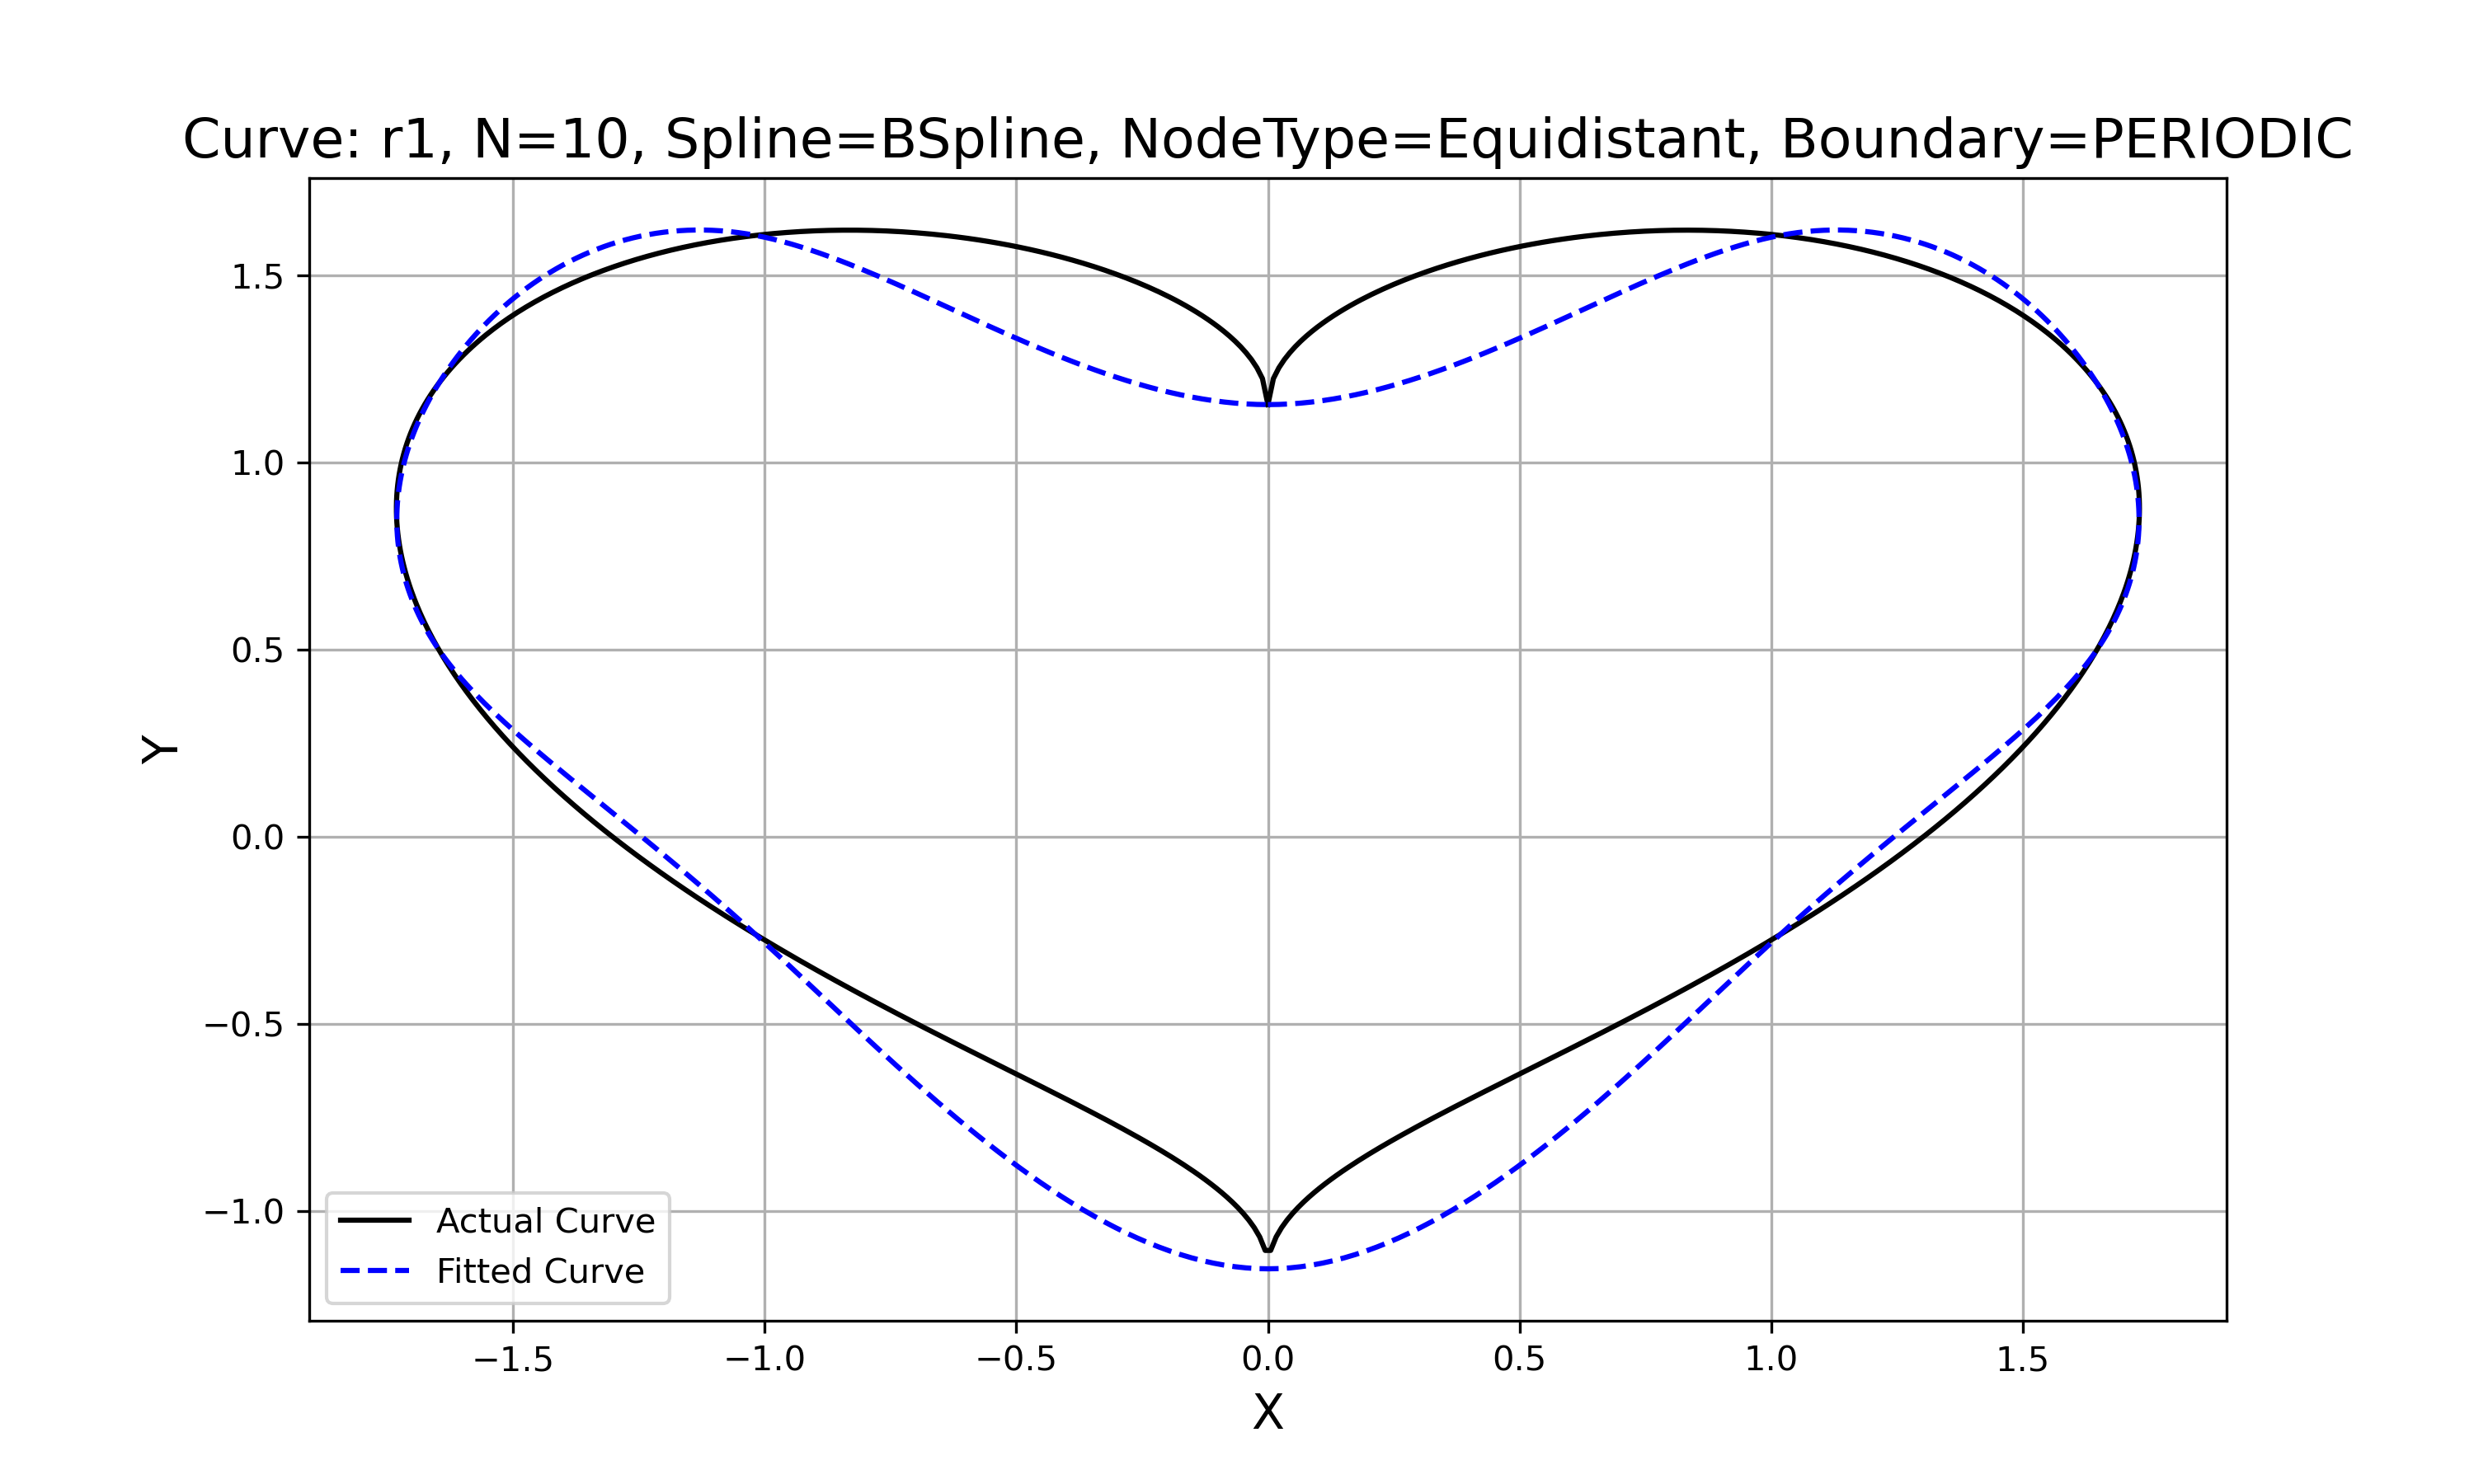 Curve: r1, N=10, Spline=BSpline, NodeType=Equidistant, Boundary=PERIODIC
1.5
1.0
0.5
0.0
−0.5
−1.0
Y
Actual Curve
Fitted Curve
−1.5
−1.0
−0.5
0.0
0.5
1.0
1.5
X